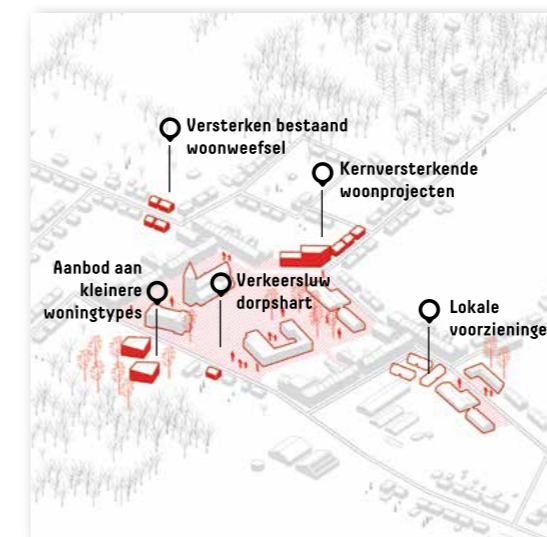 Versterken bestaand
woonweefsel
Kernversterkende
woonprojecten
Aanbod aan
kleinere
woningtypes
Verkeersluw
dorpshart
Lokale
voorzieninge